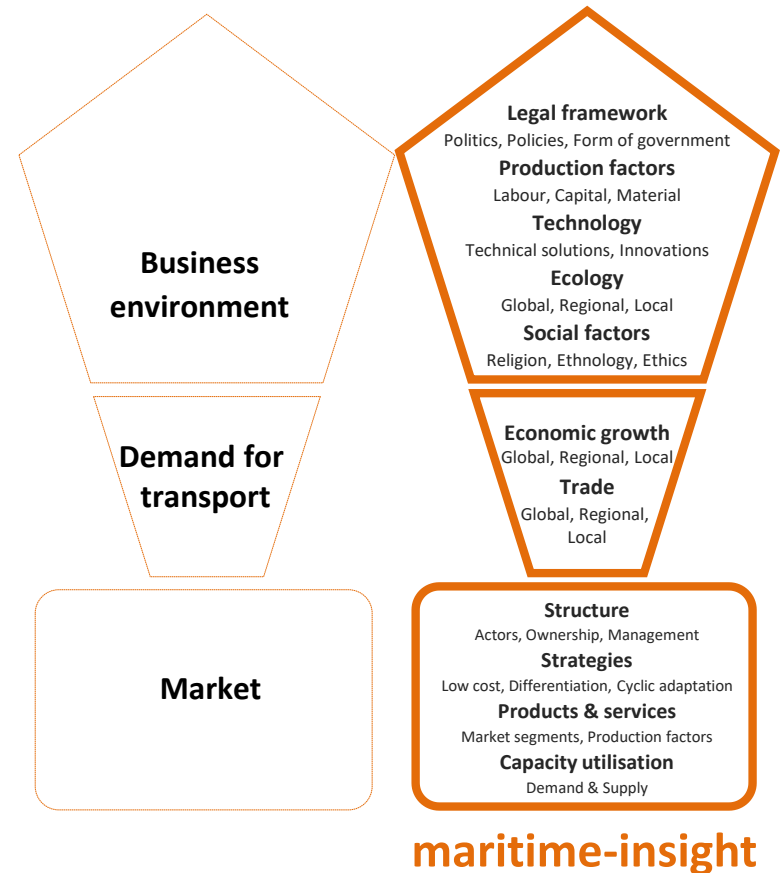 Business
environment
Legal framework
Politics, Policies, Form of government
Production factors
Labour, Capital, Material
Technology
Technical solutions, Innovations
Ecology
Global, Regional, Local
Social factors
Religion, Ethnology, Ethics
Demand for
transport
Economic growth
Global, Regional, Local
Trade
Global, Regional,
Local
Market
Structure
Actors, Ownership, Management
Strategies
Low cost, Differentiation, Cyclic adaptation
Products & services
Market segments, Production factors
Capacity utilisation
Demand & Supply
maritime-insight